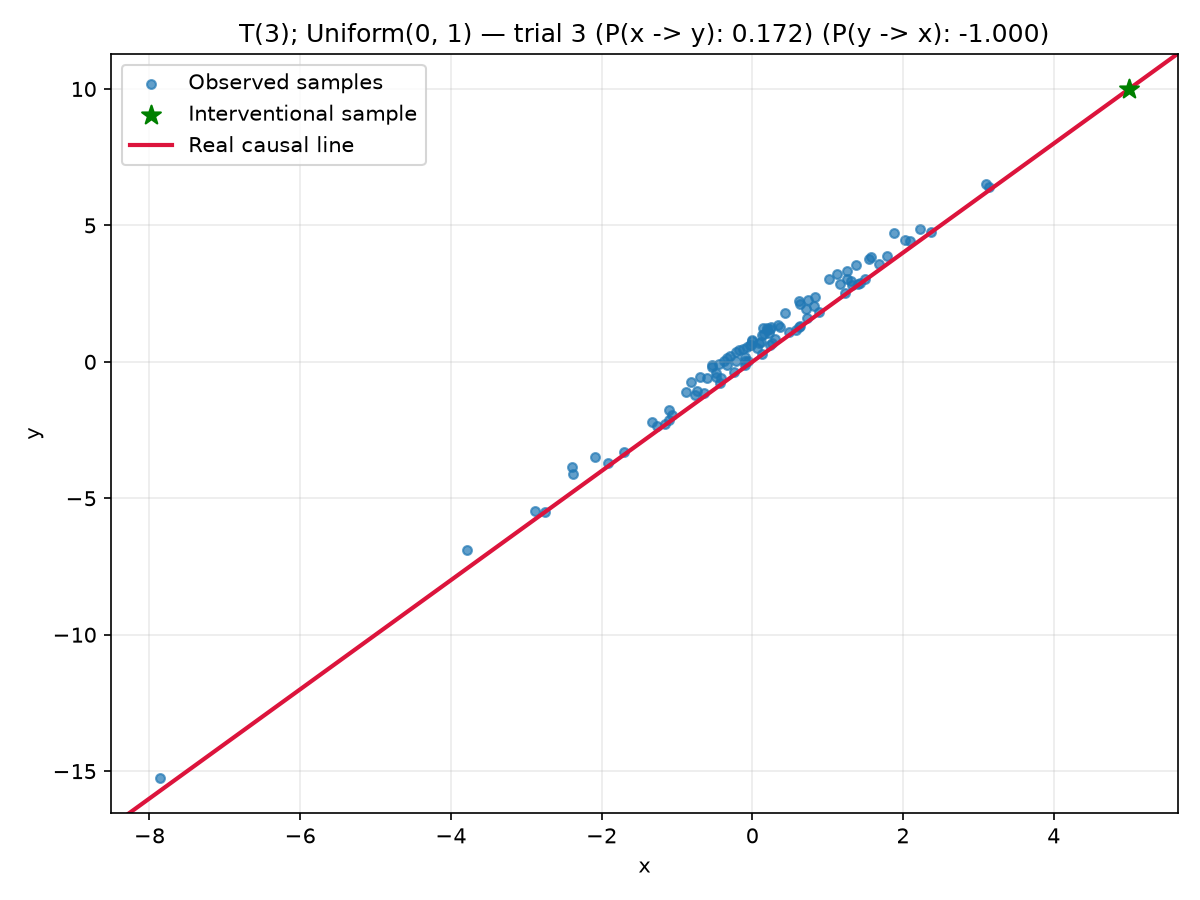 T(3); Uniform(0, 1) — trial 3 (P(x -> y): 0.172) (P(y -> x): -1.000)
Observed samples
Interventional sample
Real causal line
10
5
0
−5
−10
−15
y
−8 −6 −4 −2 0 2 4
x